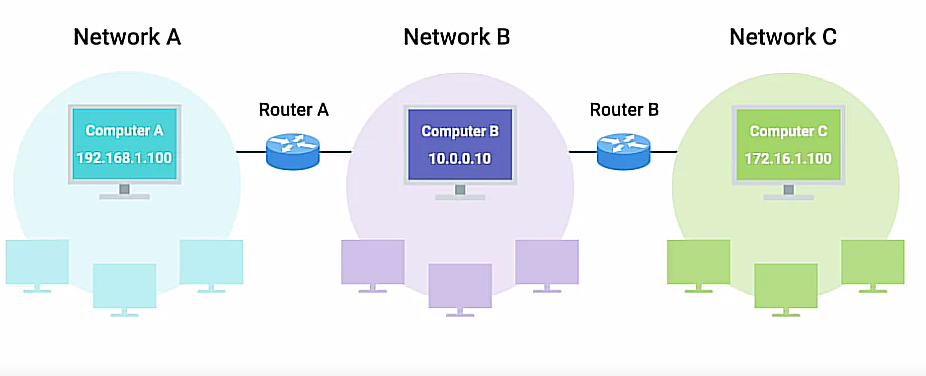 Network A
Network B
Network C
Router A
Router B
Computer A
192.168.1.100
Computer B
10.0.0.10
Computer C
172.16.1.100